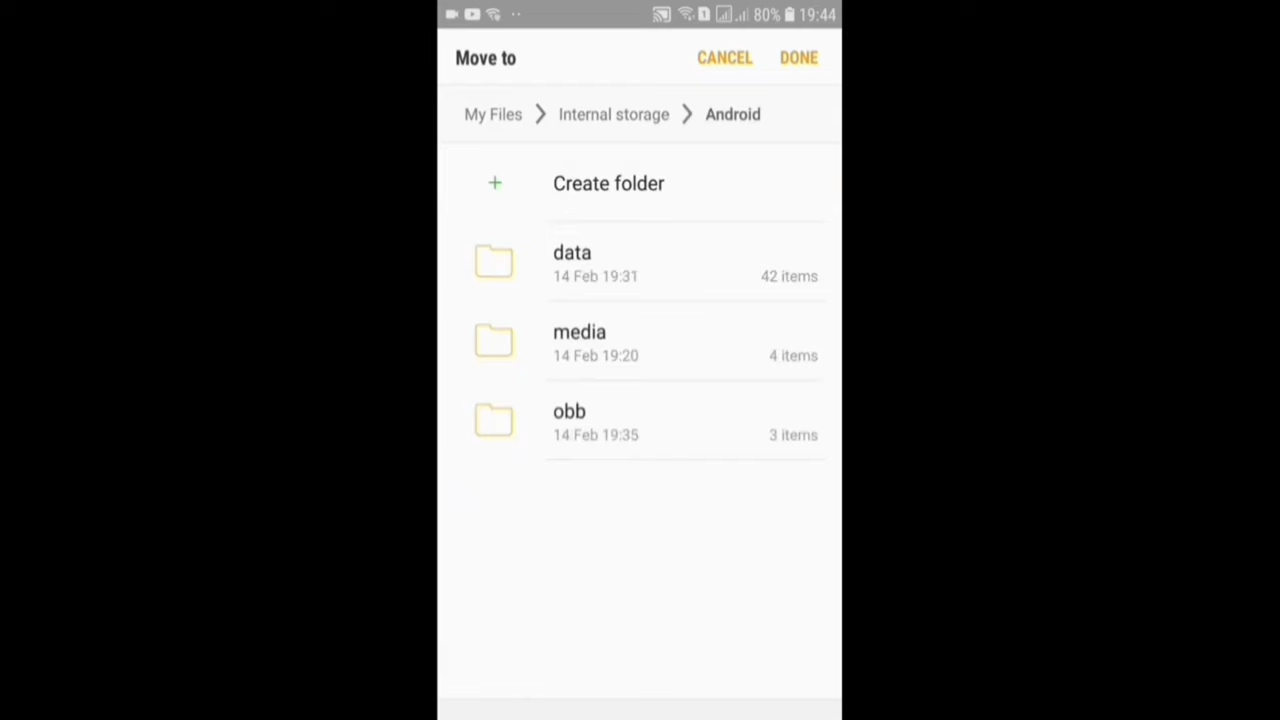 80% 19:44
Move to CANCEL DONE
My Files Internal storage Android
Create folder
data
14 Feb 19:31 42 items
media
14 Feb 19:20 4 items
obb
14 Feb 19:35 3 items